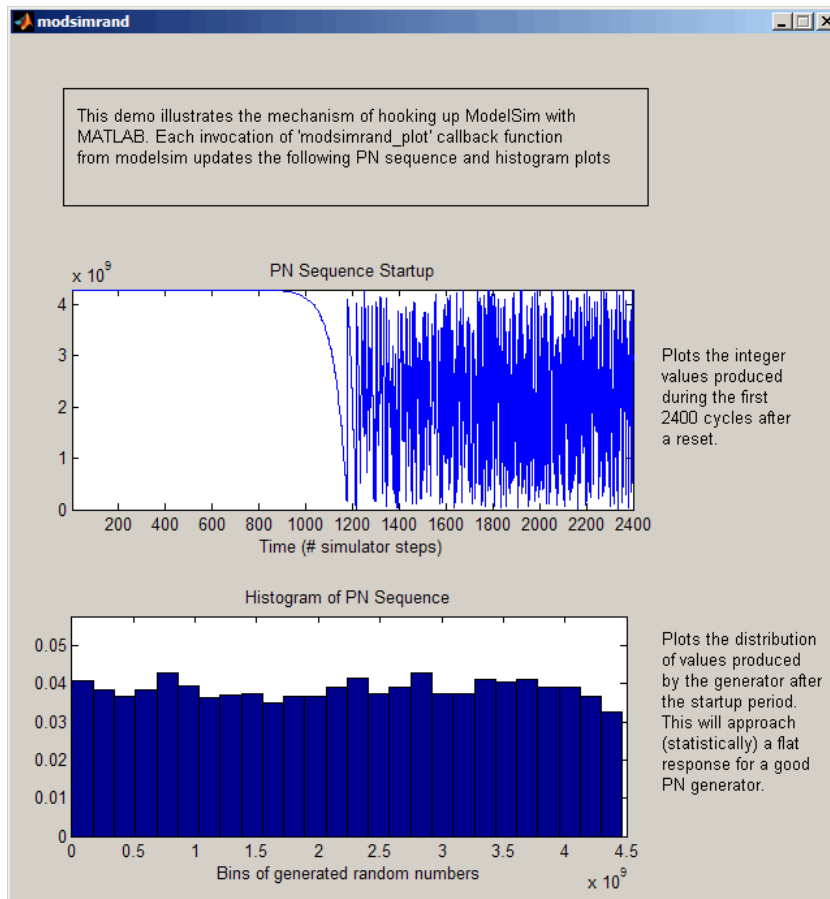 modsimrand
This demo illustrates the mechanism of hooking up ModelSim with
MATLAB. Each invocation of 'modsimrand_plot' callback function
from modelsim updates the following PN sequence and histogram plots
x 10^9
PN Sequence Startup
4
3
2
1
0
200 400 600 800 1000 1200 1400 1600 1800 2000 2200 2400
Time (# simulator steps)
Plots the integer
values produced
during the first
2400 cycles after
a reset.
Histogram of PN Sequence
0.05
0.04
0.03
0.02
0.01
0
0 0.5 1 1.5 2 2.5 3 3.5 4 4.5
Bins of generated random numbers
x 10^9
Plots the distribution
of values produced
by the generator after
the startup period.
This will approach
(statistically) a flat
response for a good
PN generator.